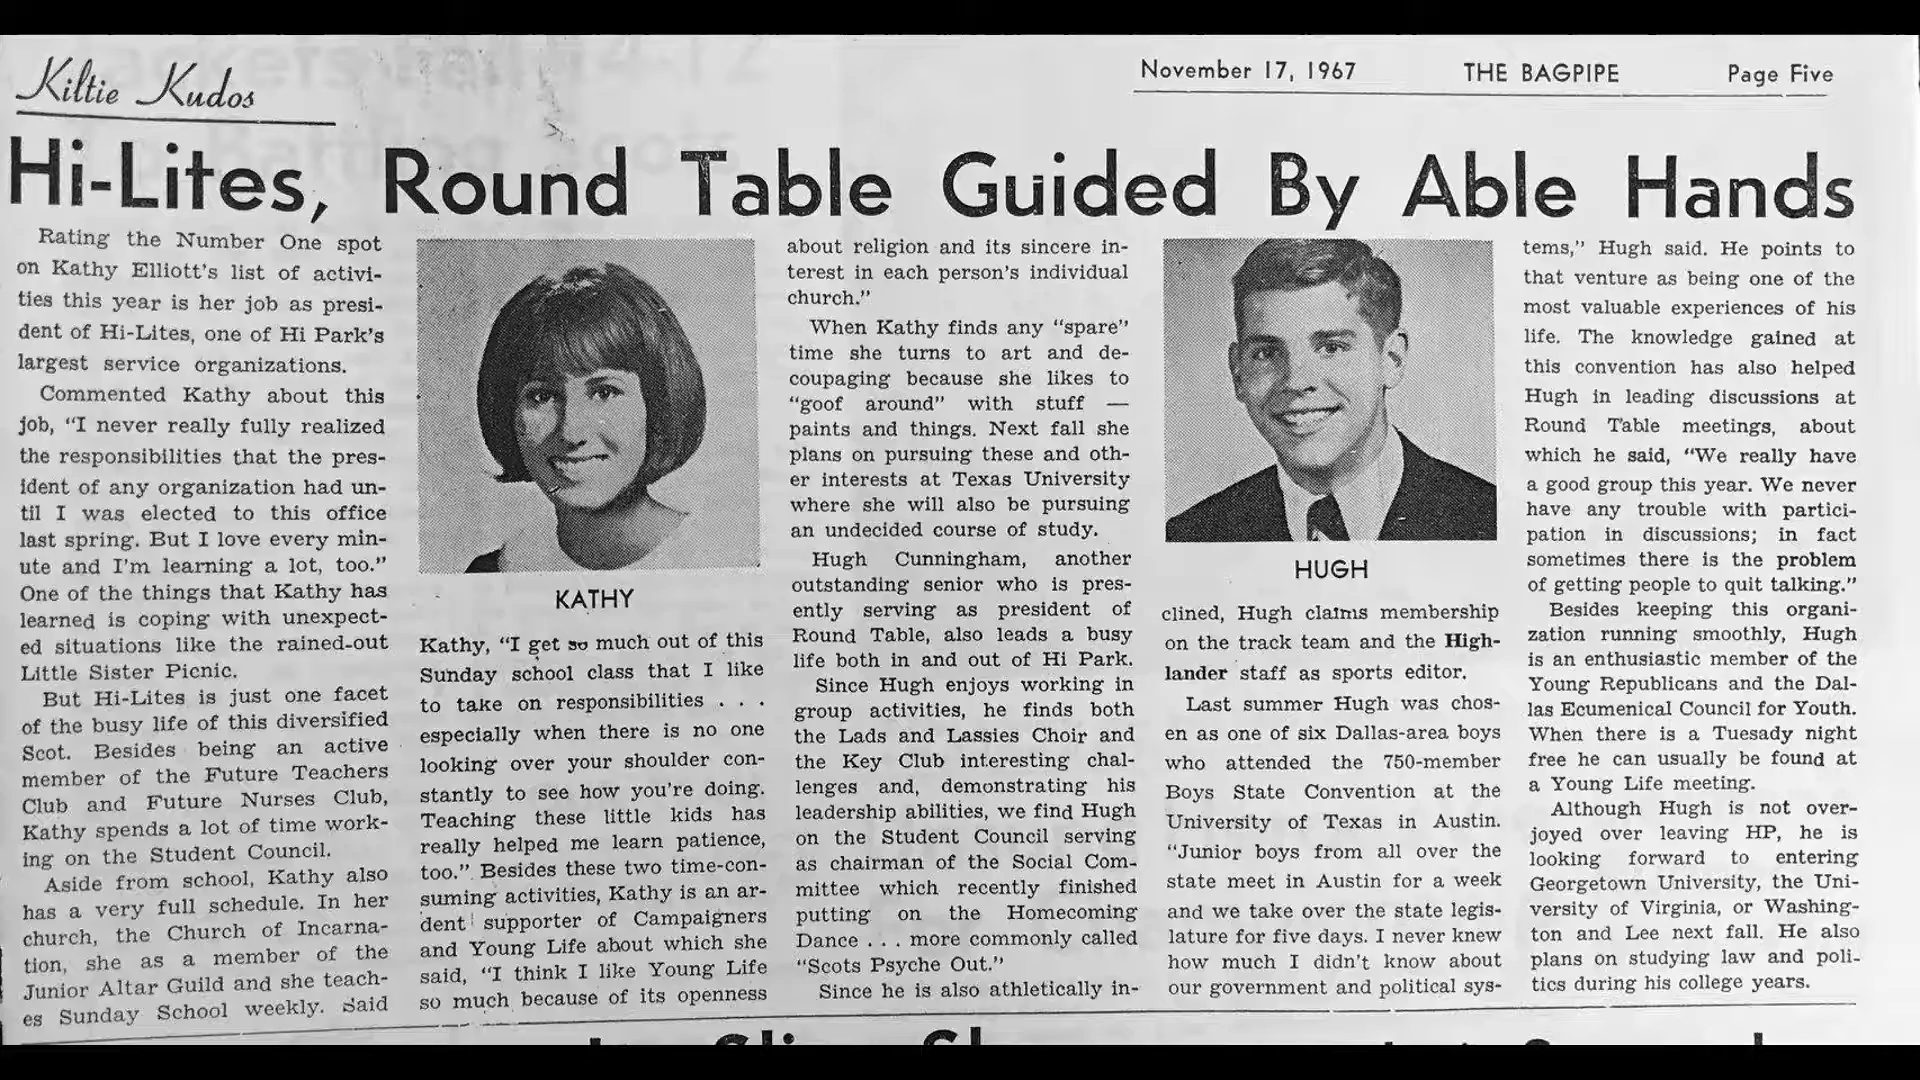 Kiltie Kudos
November 17, 1967 THE BAGPIPE Page Five
Hi-Lites, Round Table Guided By Able Hands
Rating the Number One spot
on Kathy Elliott's list of activi-
ties this year is her job as presi-
dent of Hi-Lites, one of Hi Park's
largest service organizations.
Commented Kathy about this
job, "I never really fully realized
the responsibilities that the pres-
ident of any organization had un-
til I was elected to this office
last spring. But I love every min-
ute and I'm learning a lot, too."
One of the things that Kathy has
learned is coping with unexpect-
ed situations like the rained-out
Little Sister Picnic.
But Hi-Lites is just one facet
of the busy life of this diversified
Scot. Besides being an active
member of the Future Teachers
Club and Future Nurses Club,
Kathy spends a lot of time work-
ing on the Student Council.
Aside from school, Kathy also
has a very full schedule. In her
church, the Church of Incarna-
tion, she as a member of the
Junior Altar Guild and she teach-
es Sunday School weekly. Said
KATHY
Kathy, "I get so much out of this
Sunday school class that I like
to take on responsibilities . . .
especially when there is no one
looking over your shoulder con-
stantly to see how you're doing.
Teaching these little kids has
really helped me learn patience,
too." Besides these two time-con-
suming activities, Kathy is an ar-
dent supporter of Campaigners
and Young Life about which she
said, "I think I like Young Life
so much because of its openness
about religion and its sincere in-
terest in each person's individual
church."
When Kathy finds any "spare"
time she turns to art and de-
coupaging because she likes to
"goof around" with stuff —
paints and things. Next fall she
plans on pursuing these and oth-
er interests at Texas University
where she will also be pursuing
an undecided course of study.
Hugh Cunningham, another
outstanding senior who is pres-
ently serving as president of
Round Table, also leads a busy
life both in and out of Hi Park.
Since Hugh enjoys working in
group activities, he finds both
the Lads and Lassies Choir and
the Key Club interesting chal-
lenges and, demonstrating his
leadership abilities, we find Hugh
on the Student Council serving
as chairman of the Social Com-
mittee which recently finished
putting on the Homecoming
Dance . . . more commonly called
"Scots Psyche Out."
Since he is also athletically in-
HUGH
clined, Hugh claims membership
on the track team and the High-
lander staff as sports editor.
Last summer Hugh was chos-
en as one of six Dallas-area boys
who attended the 750-member
Boys State Convention at the
University of Texas in Austin.
"Junior boys from all over the
state meet in Austin for a week
and we take over the state legis-
lature for five days. I never knew
how much I didn't know about
our government and political sys-
tems," Hugh said. He points to
that venture as being one of the
most valuable experiences of his
life. The knowledge gained at
this convention has also helped
Hugh in leading discussions at
Round Table meetings, about
which he said, "We really have
a good group this year. We never
have any trouble with partici-
pation in discussions; in fact
sometimes there is the problem
of getting people to quit talking."
Besides keeping this organi-
zation running smoothly, Hugh
is an enthusiastic member of the
Young Republicans and the Dal-
las Ecumenical Council for Youth.
When there is a Tuesady night
free he can usually be found at
a Young Life meeting.
Although Hugh is not over-
joyed over leaving HP, he is
looking forward to entering
Georgetown University, the Uni-
versity of Virginia, or Washing-
ton and Lee next fall. He also
plans on studying law and poli-
tics during his college years.